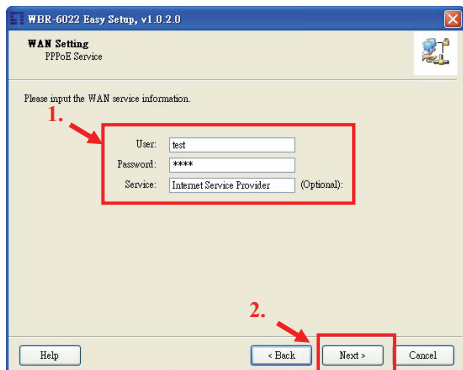 WBR-6022 Easy Setup, v1.0.2.0
WAN Setting
PPPoE Service
Please input the WAN service information.
1.
User: test
Password: ****
Service: Internet Service Provider (Optional):
2.
Help < Back Next > Cancel